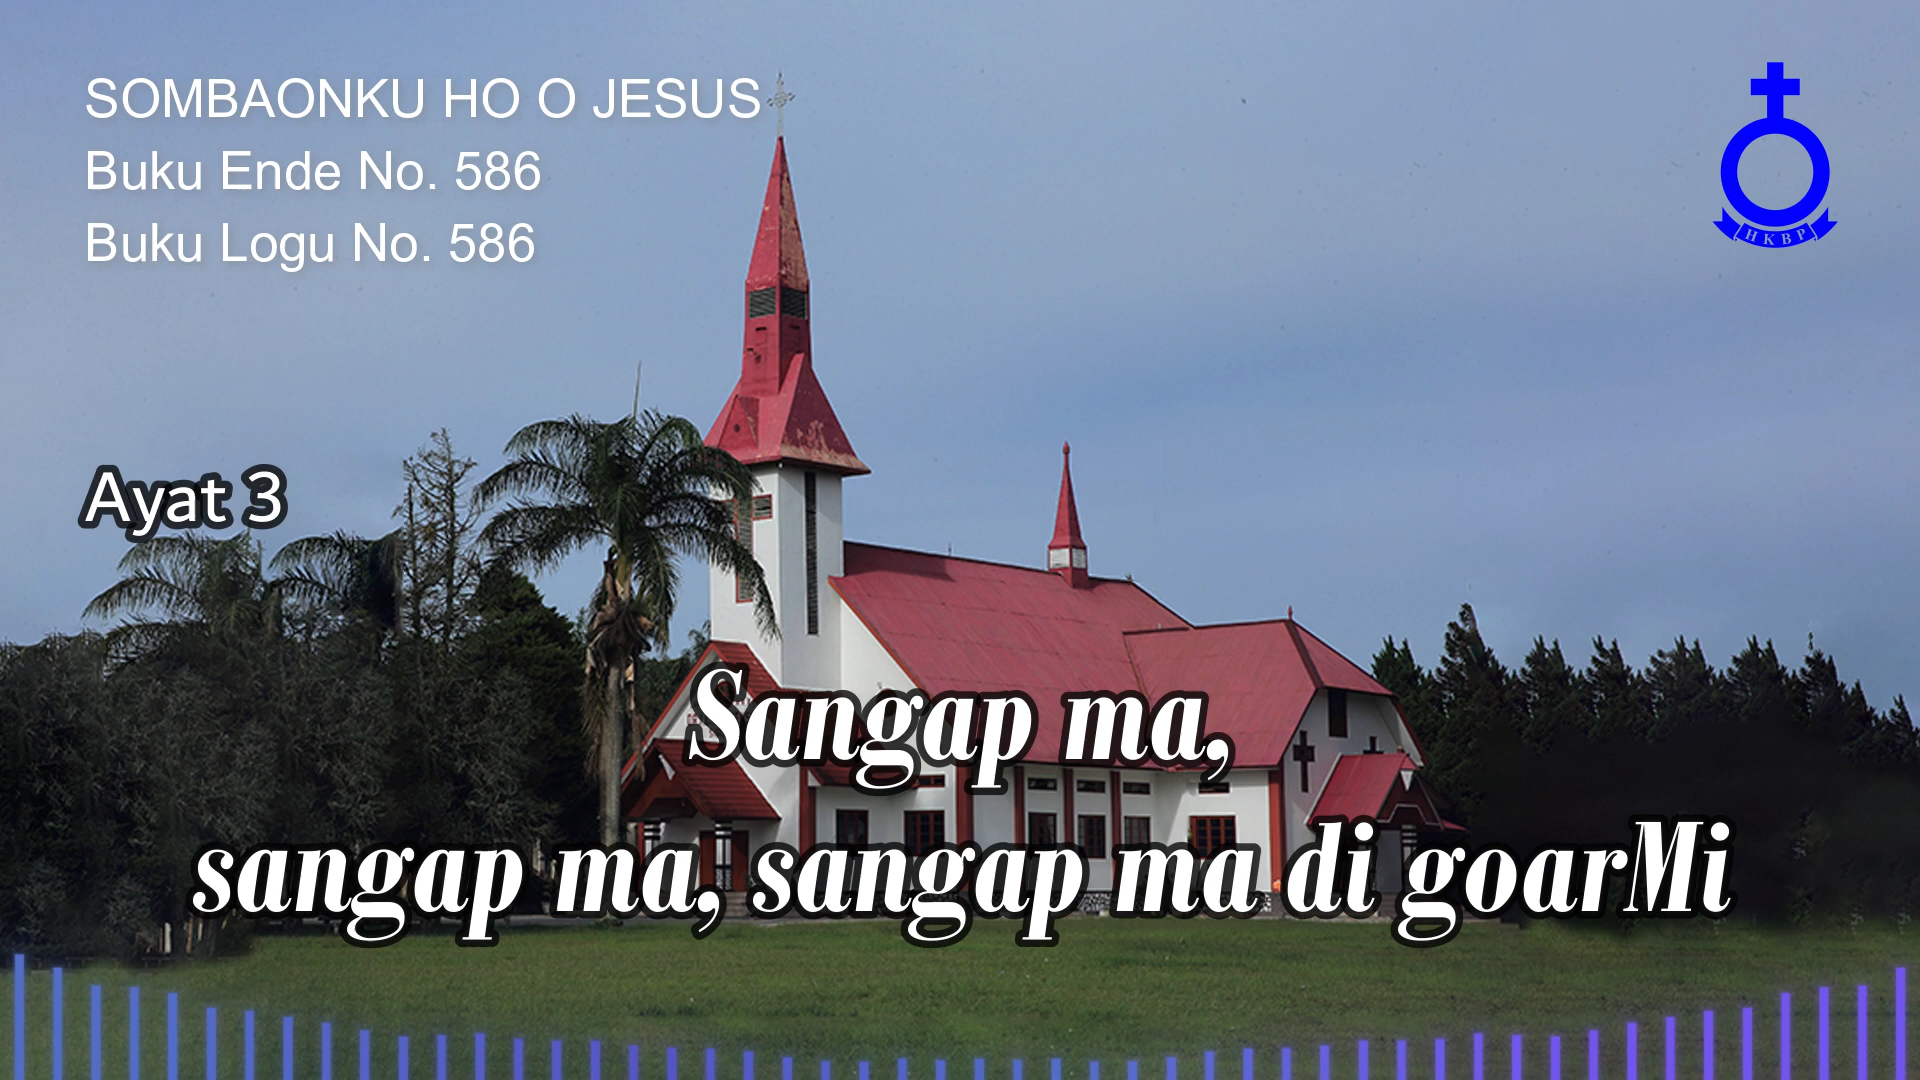 SOMBAONKU HO O JESUS
Buku Ende No. 586
Buku Logu No. 586
HKBP
Ayat 3
Sangap ma,
sangap ma, sangap ma di goarMi